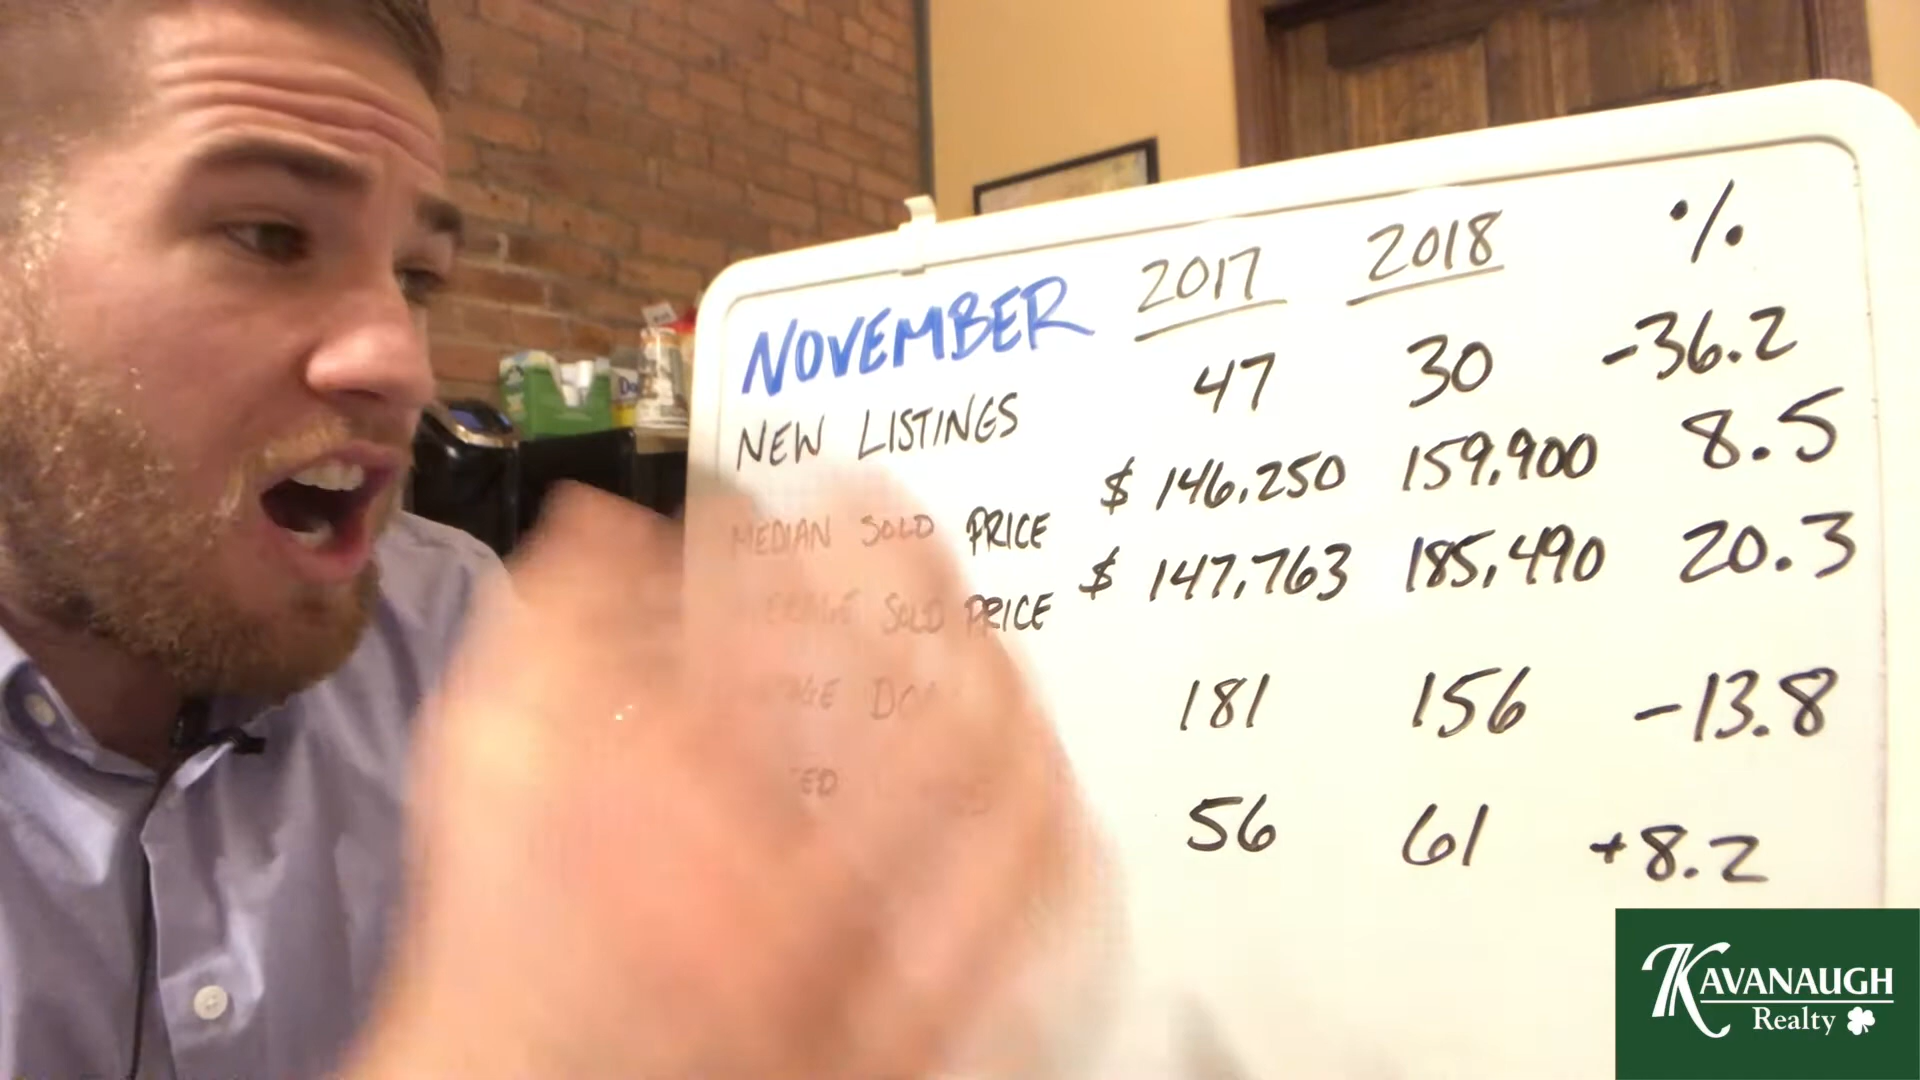 2017 2018 %
NOVEMBER
NEW LISTINGS 47 30 -36.2
MEDIAN SOLD PRICE $ 146,250 159,900 8.5
SOLD PRICE $ 147,763 185,490 20.3
181 156 -13.8
56 61 +8.2
KAVANAUGH
Realty